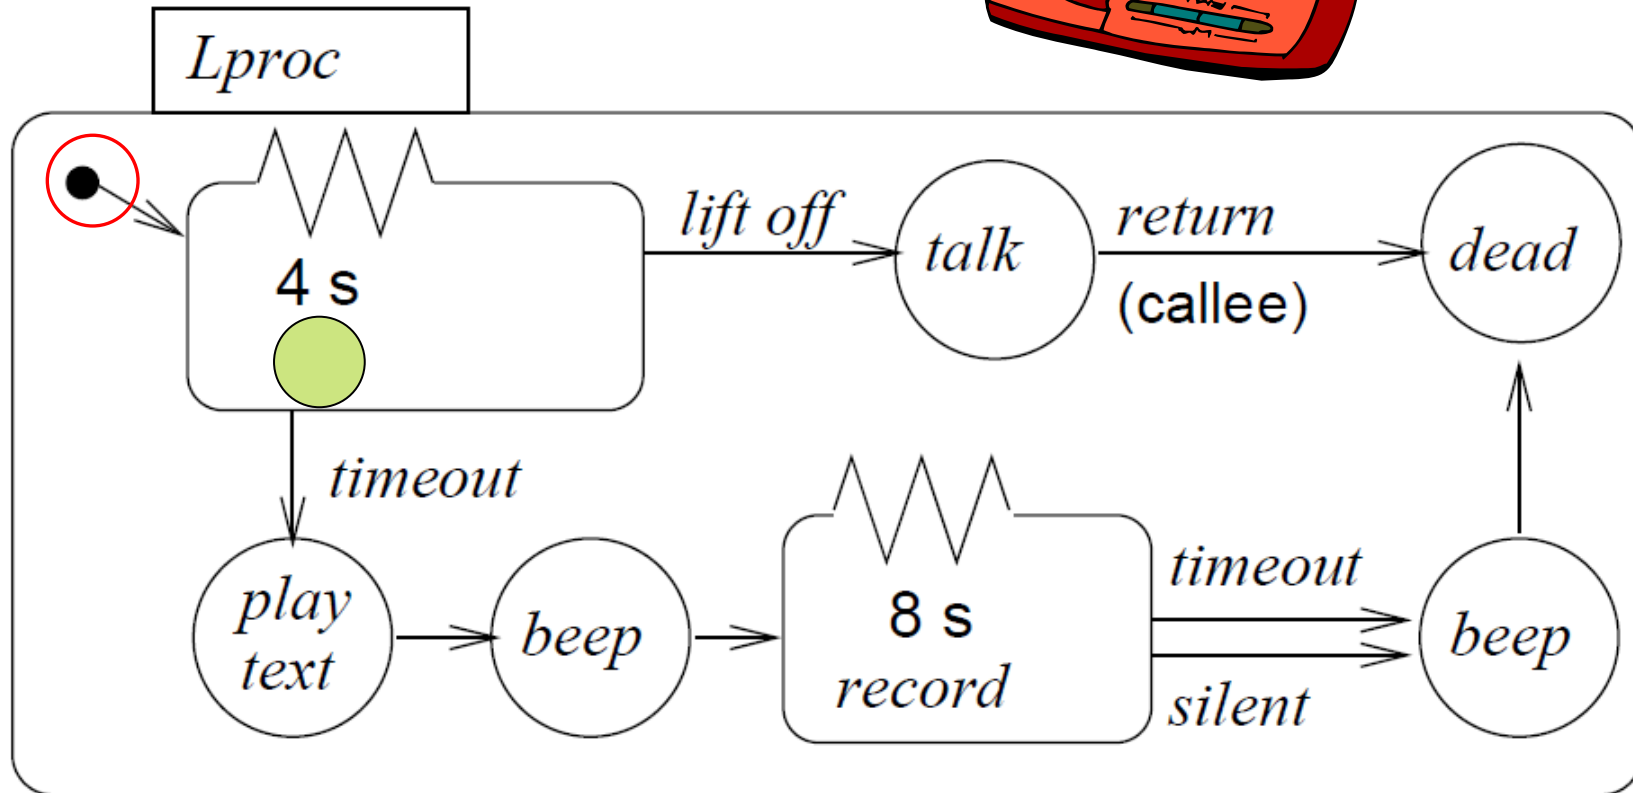 Lproc
4 s
lift off
talk
return
(callee)
dead
timeout
play
text
beep
8 s
record
timeout
silent
beep